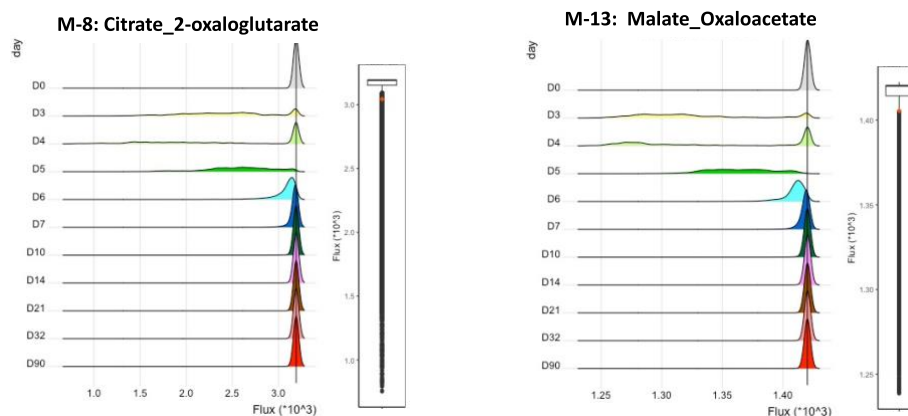 M-8: Citrate_2-oxaloglutarate
day
D0
D3
D4
D5
D6
D7
D10
D14
D21
D32
D90
1.0 1.5 2.0 2.5 3.0
Flux (*10^3)
Flux (*10^3)
3.0
2.5
2.0
1.5
1.0
M-13: Malate_Oxaloacetate
day
D0
D3
D4
D5
D6
D7
D10
D14
D21
D32
D90
1.25 1.30 1.35 1.40
Flux (*10^3)
Flux (*10^3)
1.40
1.35
1.30
1.25